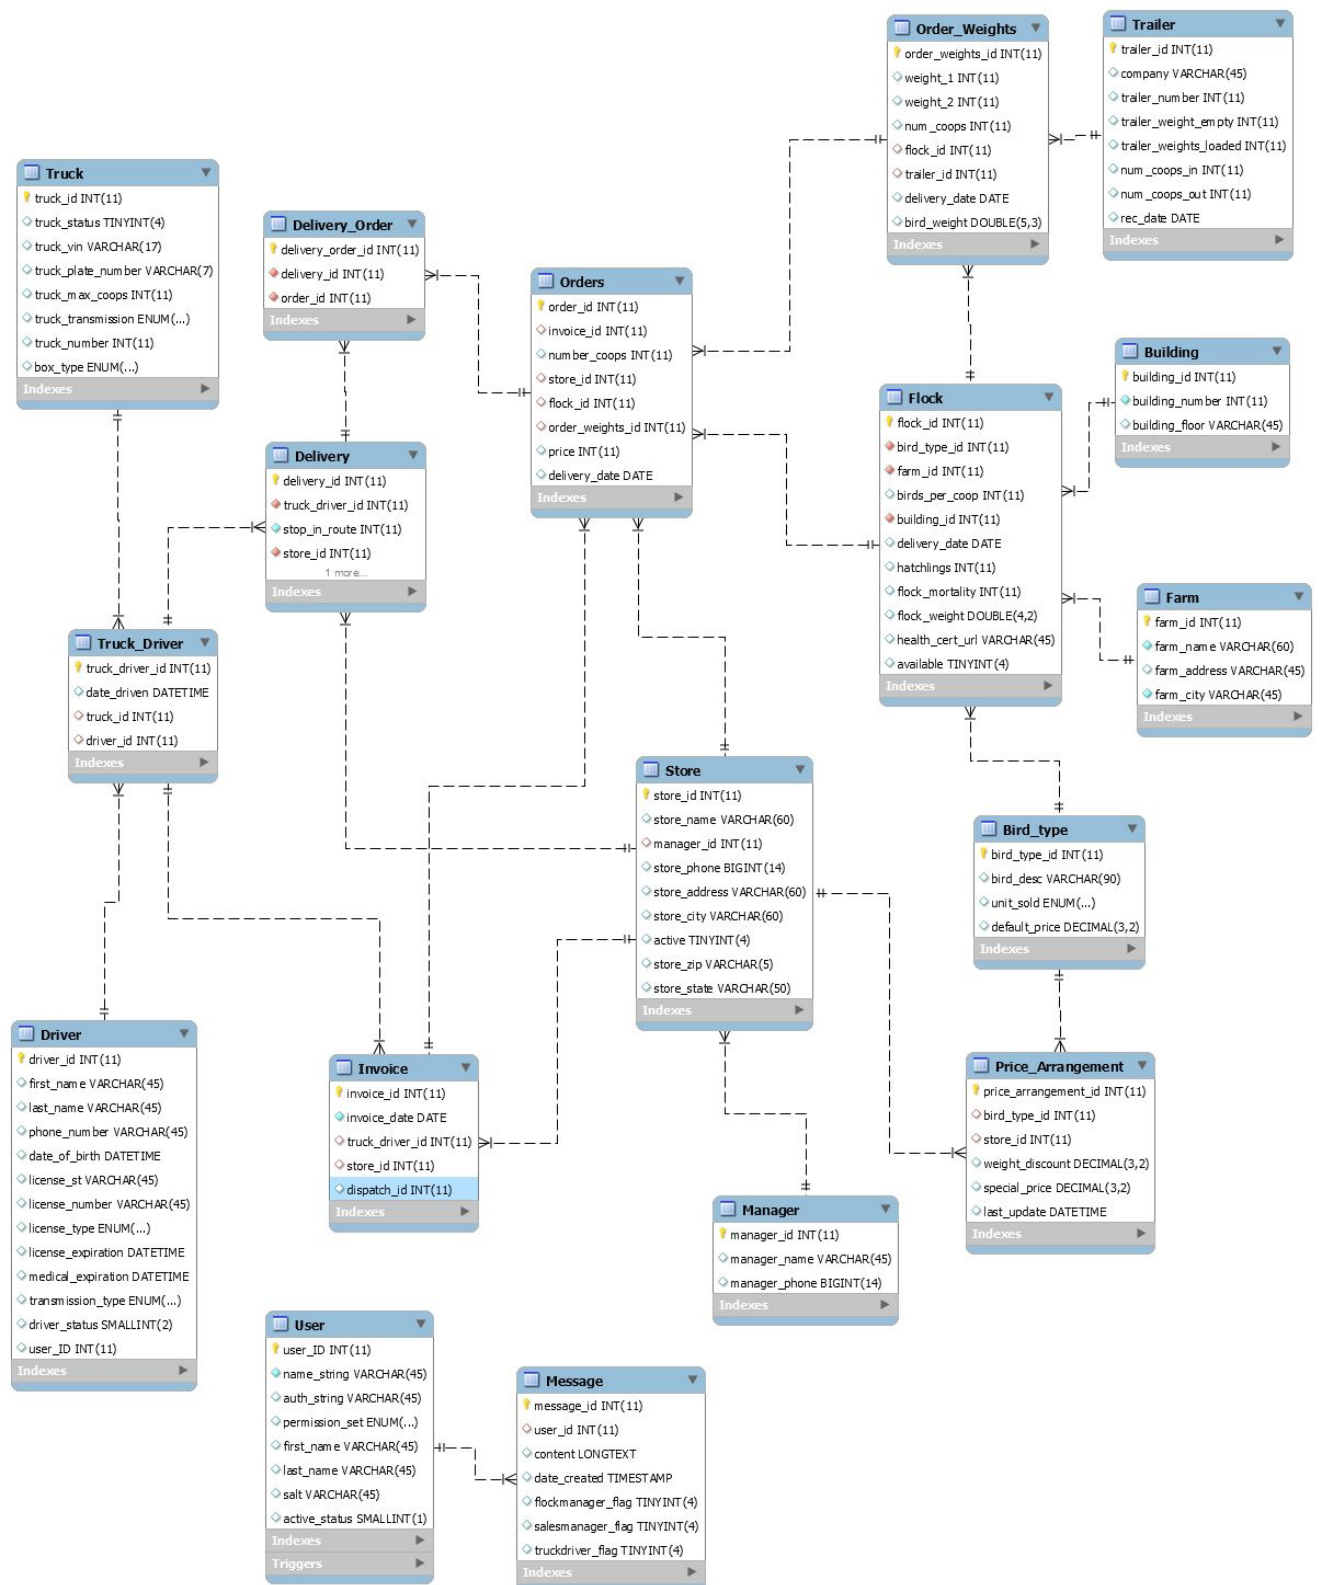 Order_Weights
order_weights_id INT(11)
weight_1 INT(11)
weight_2 INT(11)
num_coops INT(11)
flock_id INT(11)
trailer_id INT(11)
delivery_date DATE
bird_weight DOUBLE(5,3)
Indexes
Trailer
trailer_id INT(11)
company VARCHAR(45)
trailer_number INT(11)
trailer_weight_empty INT(11)
trailer_weights_loaded INT(11)
num_coops_in INT(11)
num_coops_out INT(11)
rec_date DATE
Indexes
Truck
truck_id INT(11)
truck_status TINYINT(4)
truck_vin VARCHAR(17)
truck_plate_number VARCHAR(7)
truck_max_coops INT(11)
truck_transmission ENUM(...)
truck_number INT(11)
box_type ENUM(...)
Indexes
Delivery_Order
delivery_order_id INT(11)
delivery_id INT(11)
order_id INT(11)
Indexes
Orders
order_id INT(11)
invoice_id INT(11)
number_coops INT(11)
store_id INT(11)
flock_id INT(11)
order_weights_id INT(11)
price INT(11)
delivery_date DATE
Indexes
Building
building_id INT(11)
building_number INT(11)
building_floor VARCHAR(45)
Indexes
Flock
flock_id INT(11)
bird_type_id INT(11)
farm_id INT(11)
birds_per_coop INT(11)
building_id INT(11)
delivery_date DATE
hatchlings INT(11)
flock_mortality INT(11)
flock_weight DOUBLE(4,2)
health_cert_url VARCHAR(45)
available TINYINT(4)
Indexes
Delivery
delivery_id INT(11)
truck_driver_id INT(11)
stop_in_route INT(11)
store_id INT(11)
1 more...
Indexes
Farm
farm_id INT(11)
farm_name VARCHAR(60)
farm_address VARCHAR(45)
farm_city VARCHAR(45)
Indexes
Truck_Driver
truck_driver_id INT(11)
date_driven DATETIME
truck_id INT(11)
driver_id INT(11)
Indexes
Store
store_id INT(11)
store_name VARCHAR(60)
manager_id INT(11)
store_phone BIGINT(14)
store_address VARCHAR(60)
store_city VARCHAR(60)
active TINYINT(4)
store_zip VARCHAR(5)
store_state VARCHAR(50)
Indexes
Bird_type
bird_type_id INT(11)
bird_desc VARCHAR(90)
unit_sold ENUM(...)
default_price DECIMAL(3,2)
Indexes
Driver
driver_id INT(11)
first_name VARCHAR(45)
last_name VARCHAR(45)
phone_number VARCHAR(45)
date_of_birth DATETIME
license_st VARCHAR(45)
license_number VARCHAR(45)
license_type ENUM(...)
license_expiration DATETIME
medical_expiration DATETIME
transmission_type ENUM(...)
driver_status SMALLINT(2)
user_ID INT(11)
Indexes
Invoice
invoice_id INT(11)
invoice_date DATE
truck_driver_id INT(11)
store_id INT(11)
dispatch_id INT(11)
Indexes
Price_Arrangement
price_arrangement_id INT(11)
bird_type_id INT(11)
store_id INT(11)
weight_discount DECIMAL(3,2)
special_price DECIMAL(3,2)
last_update DATETIME
Indexes
Manager
manager_id INT(11)
manager_name VARCHAR(45)
manager_phone BIGINT(14)
Indexes
User
user_ID INT(11)
name_string VARCHAR(45)
auth_string VARCHAR(45)
permission_set ENUM(...)
first_name VARCHAR(45)
last_name VARCHAR(45)
salt VARCHAR(45)
active_status SMALLINT(1)
Indexes
Triggers
Message
message_id INT(11)
user_id INT(11)
content LONGTEXT
date_created TIMESTAMP
flockmanager_flag TINYINT(4)
salesmanager_flag TINYINT(4)
truckdriver_flag TINYINT(4)
Indexes